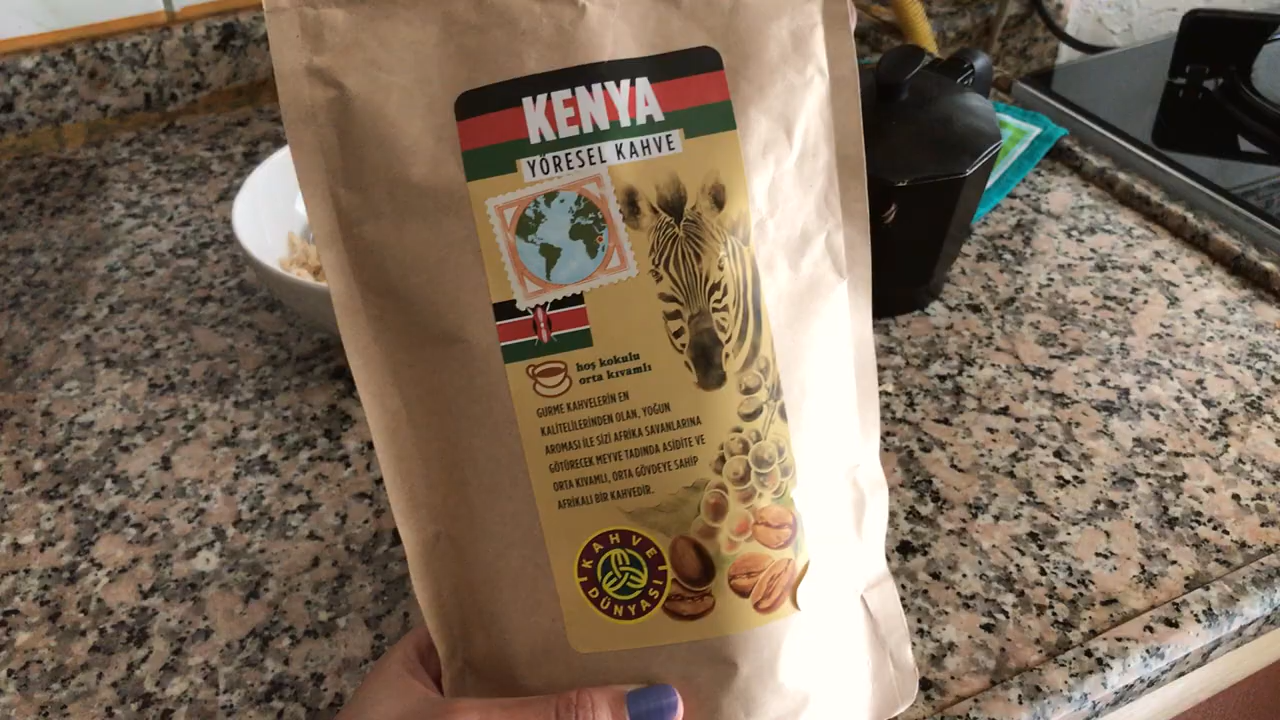 KENYA
YÖRESEL KAHVE
hoş kokulu
orta kıvamlı
GURME KAHVELERİN EN
KALİTELİLERİNDEN OLAN, YOĞUN
AROMASI İLE SİZİ AFRİKA SAVANLARINA
GÖTÜRECEK MEYVE TADINDA ASİDİTE VE
ORTA KIVAMLI, ORTA GÖVDEYE SAHİP
AFRİKALI BİR KAHVEDİR.
KAHVE
DÜNYASI